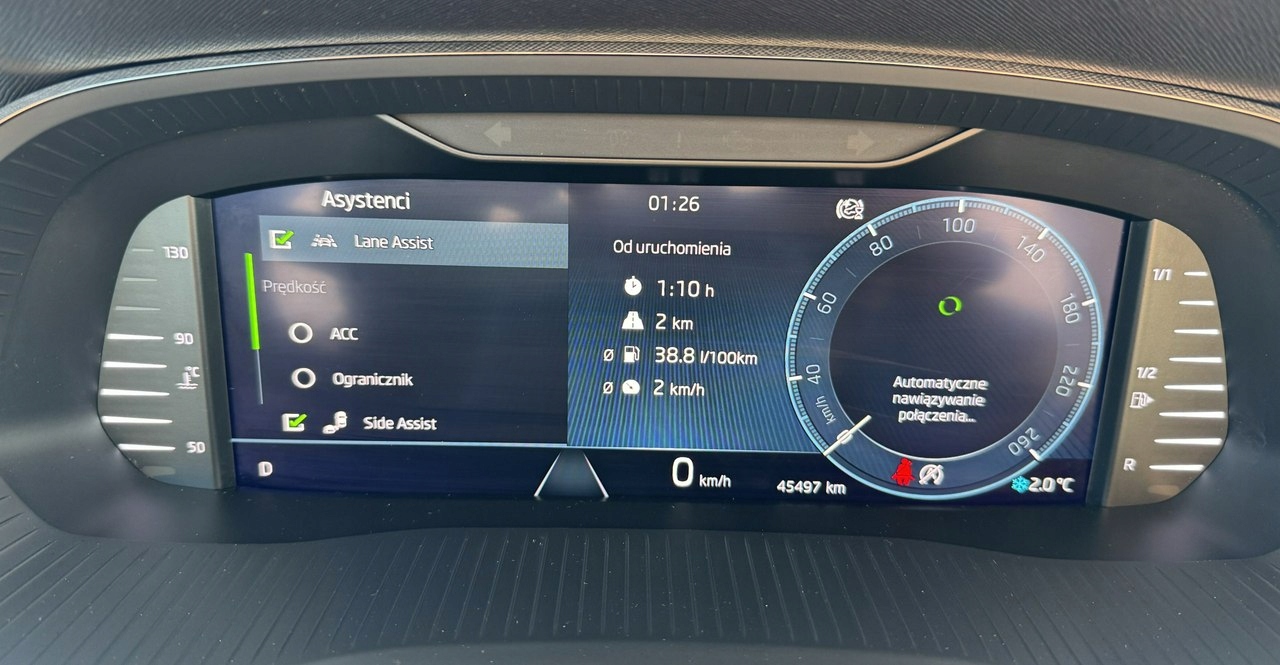 Asystenci
Lane Assist
Prędkość
ACC
Ogranicznik
Side Assist
D
01:26
Od uruchomienia
1:10 h
2 km
Ø 38.8 l/100km
Ø 2 km/h
0 km/h
45497 km
km/h
40
60
80
100
140
180
220
260
Automatyczne
nawiązywanie
połączenia...
2.0°C
130
90
°C
50
1/1
1/2
R